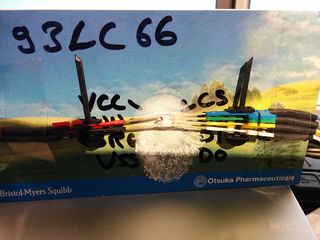 93LC66
VCC CS
VSS DO
Bristol-Myers Squibb
Otsuka Pharmaceuticals